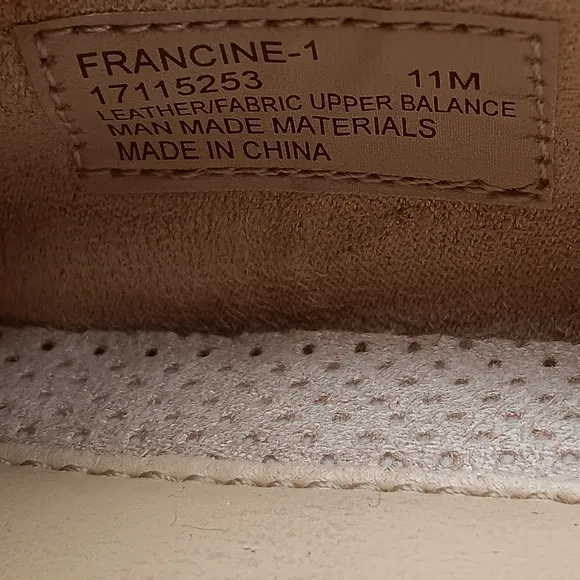 FRANCINE-1
17115253 11M
LEATHER/FABRIC UPPER BALANCE
MAN MADE MATERIALS
MADE IN CHINA